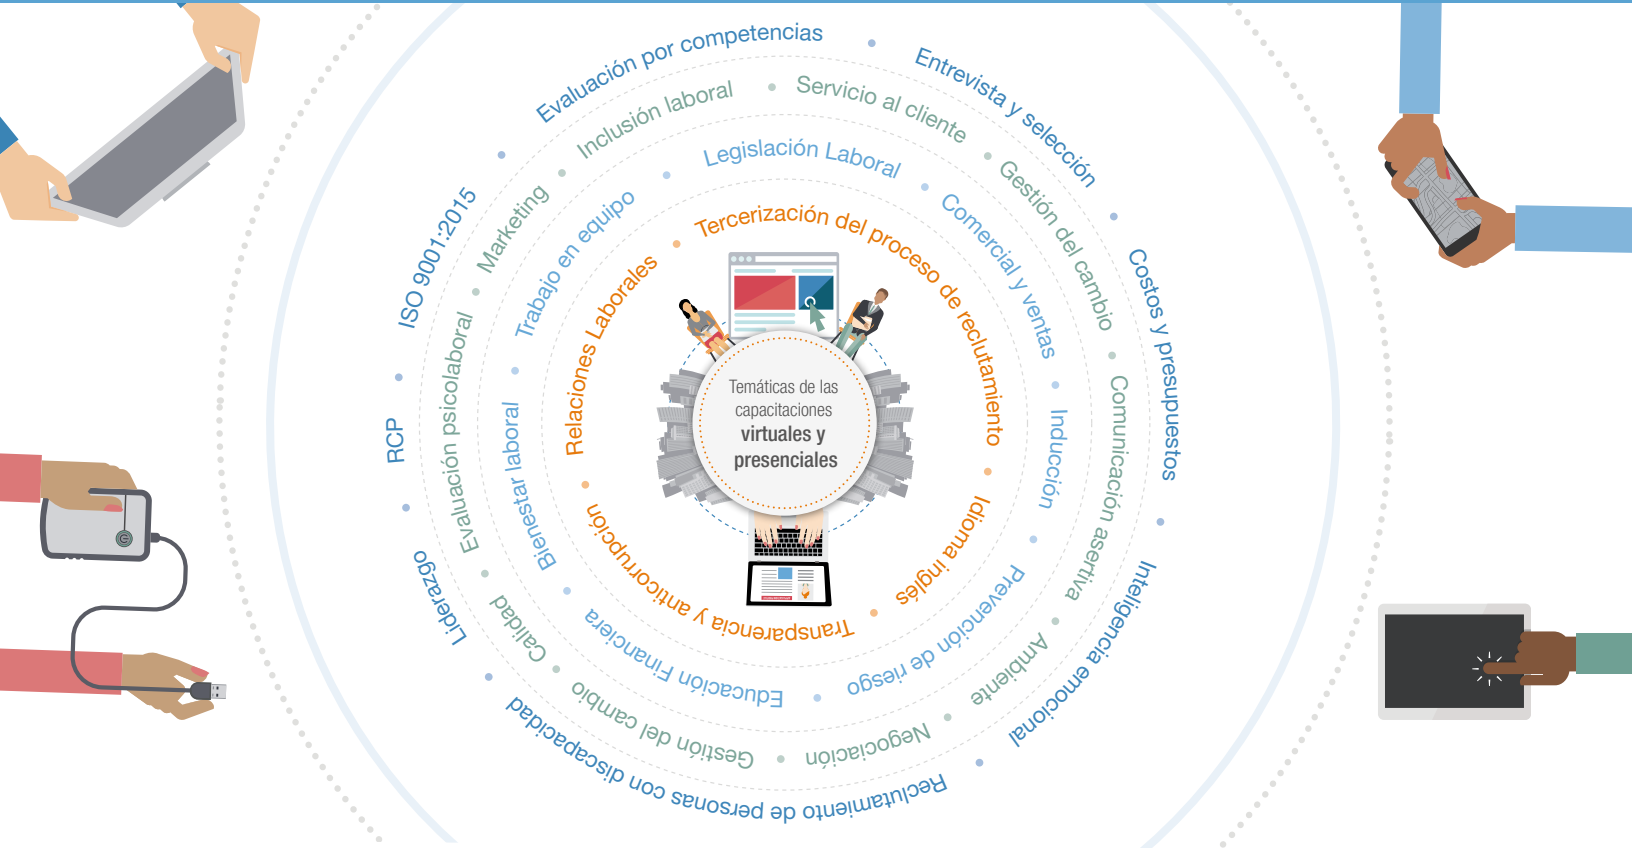 Temáticas de las
capacitaciones
virtuales y
presenciales
Tercerización del proceso de reclutamiento
Idioma inglés
Transparencia y anticorrupción
Relaciones Laborales
Legislación Laboral
Comercial y ventas
Inducción
Prevención de riesgo
Educación Financiera
Bienestar laboral
Trabajo en equipo
Servicio al cliente
Gestión del cambio
Comunicación asertiva
Ambiente
Negociación
Gestión del cambio
Calidad
Evaluación psicolaboral
Marketing
Inclusión laboral
Evaluación por competencias
Entrevista y selección
Costos y presupuestos
Inteligencia emocional
Reclutamiento de personas con discapacidad
Liderazgo
RCP
ISO 9001:2015